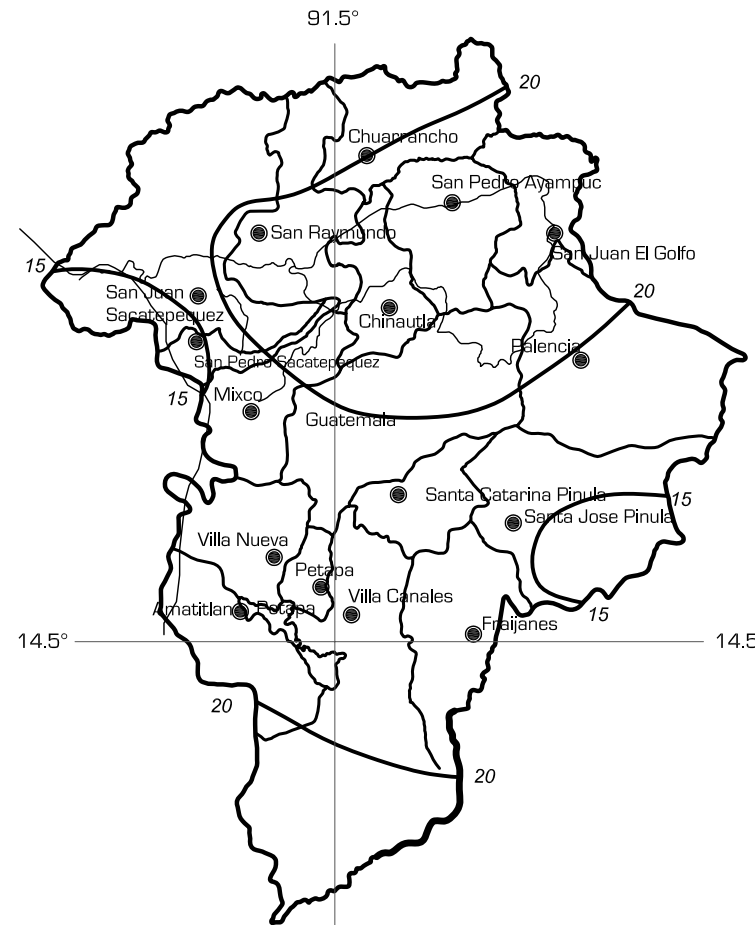 91.5°
20
Chuarrancho
San Pedro Ayampuc
San Raymundo
San Juan El Golfo
15
San Juan
Sacatepequez
20
Chinautla
Palencia
San Pedro Sacatepequez
15
Mixco
Guatemala
Santa Catarina Pinula
15
Santa Jose Pinula
Villa Nueva
Petapa
Villa Canales
Amatitlan
Potapa
15
Fraijanes
14.5°
14.5
20
20